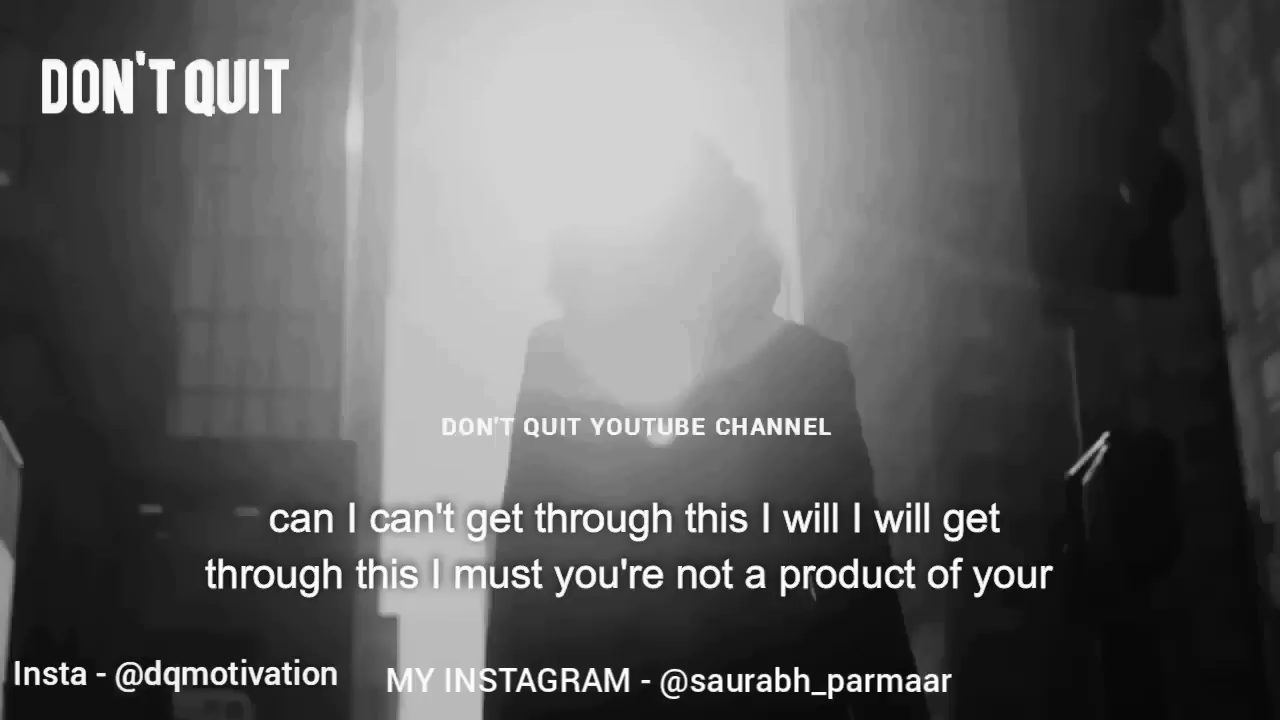 DON'T QUIT
DON'T QUIT YOUTUBE CHANNEL
can I can't get through this I will I will get
through this I must you're not a product of your
Insta - @dqmotivation
MY INSTAGRAM - @saurabh_parmaar